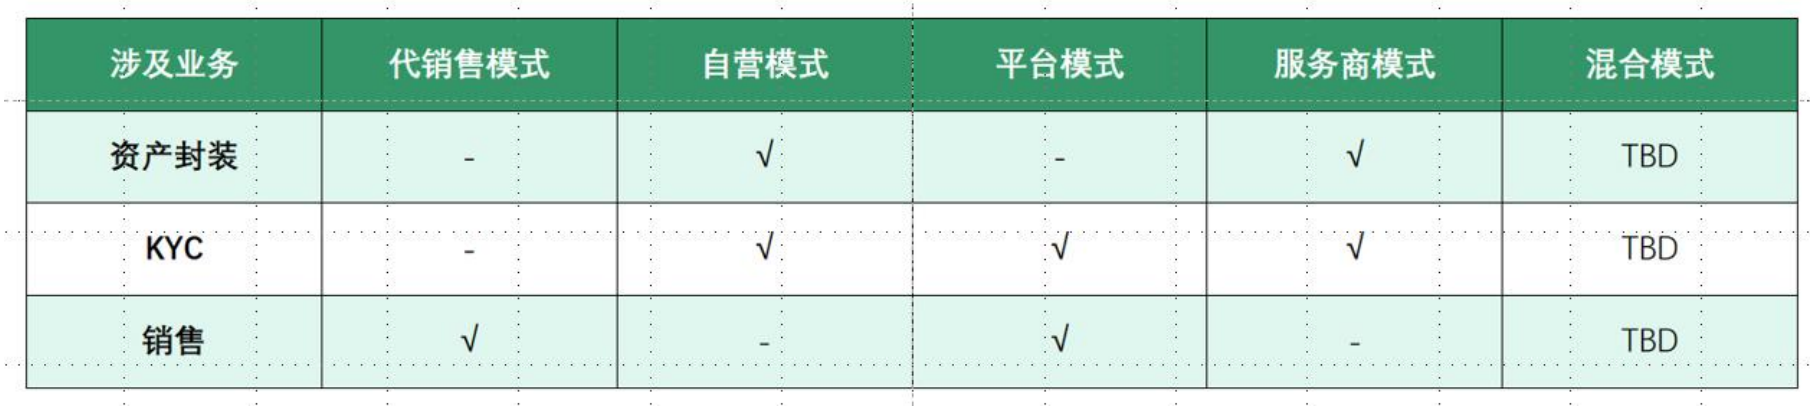 涉及业务 代销售模式 自营模式 平台模式 服务商模式 混合模式
资产封装 - √ - √ TBD
KYC - √ √ √ TBD
销售 √ - √ - TBD